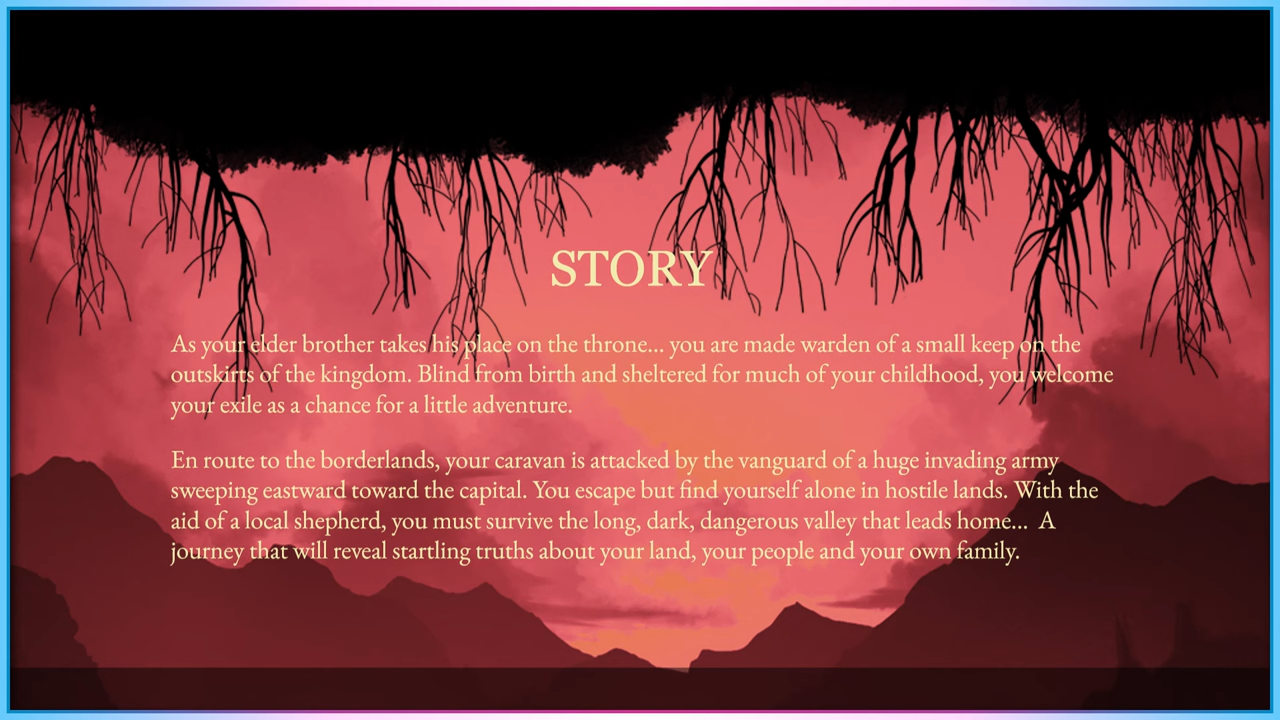 STORY
As your elder brother takes his place on the throne... you are made warden of a small keep on the
outskirts of the kingdom. Blind from birth and sheltered for much of your childhood, you welcome
your exile as a chance for a little adventure.
En route to the borderlands, your caravan is attacked by the vanguard of a huge invading army
sweeping eastward toward the capital. You escape but find yourself alone in hostile lands. With the
aid of a local shepherd, you must survive the long, dark, dangerous valley that leads home...  A
journey that will reveal startling truths about your land, your people and your own family.